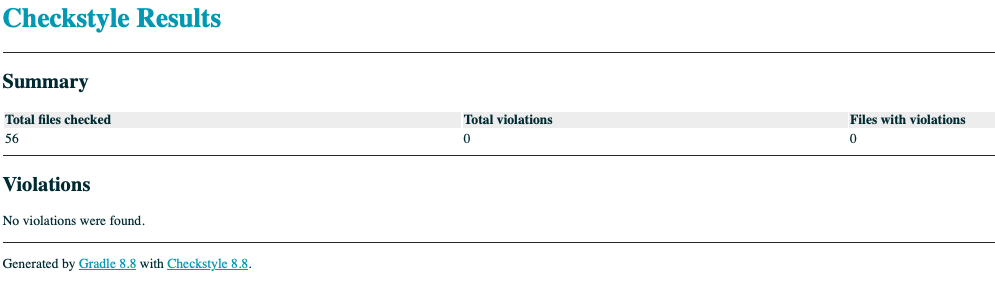 Checkstyle Results
Summary
Total files checked Total violations Files with violations
56 0 0
Violations
No violations were found.
Generated by Gradle 8.8 with Checkstyle 8.8.